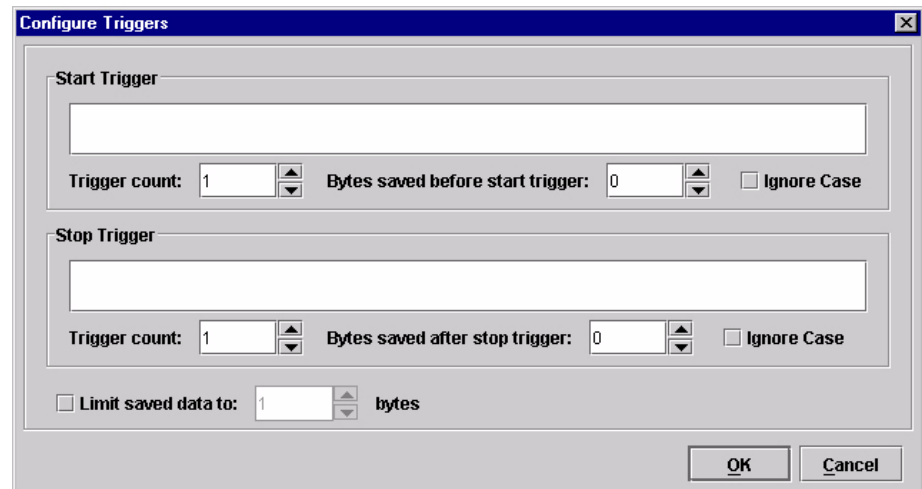 Configure Triggers
Start Trigger
Trigger count: 1 Bytes saved before start trigger: 0 Ignore Case
Stop Trigger
Trigger count: 1 Bytes saved after stop trigger: 0 Ignore Case
Limit saved data to: 1 bytes
OK Cancel